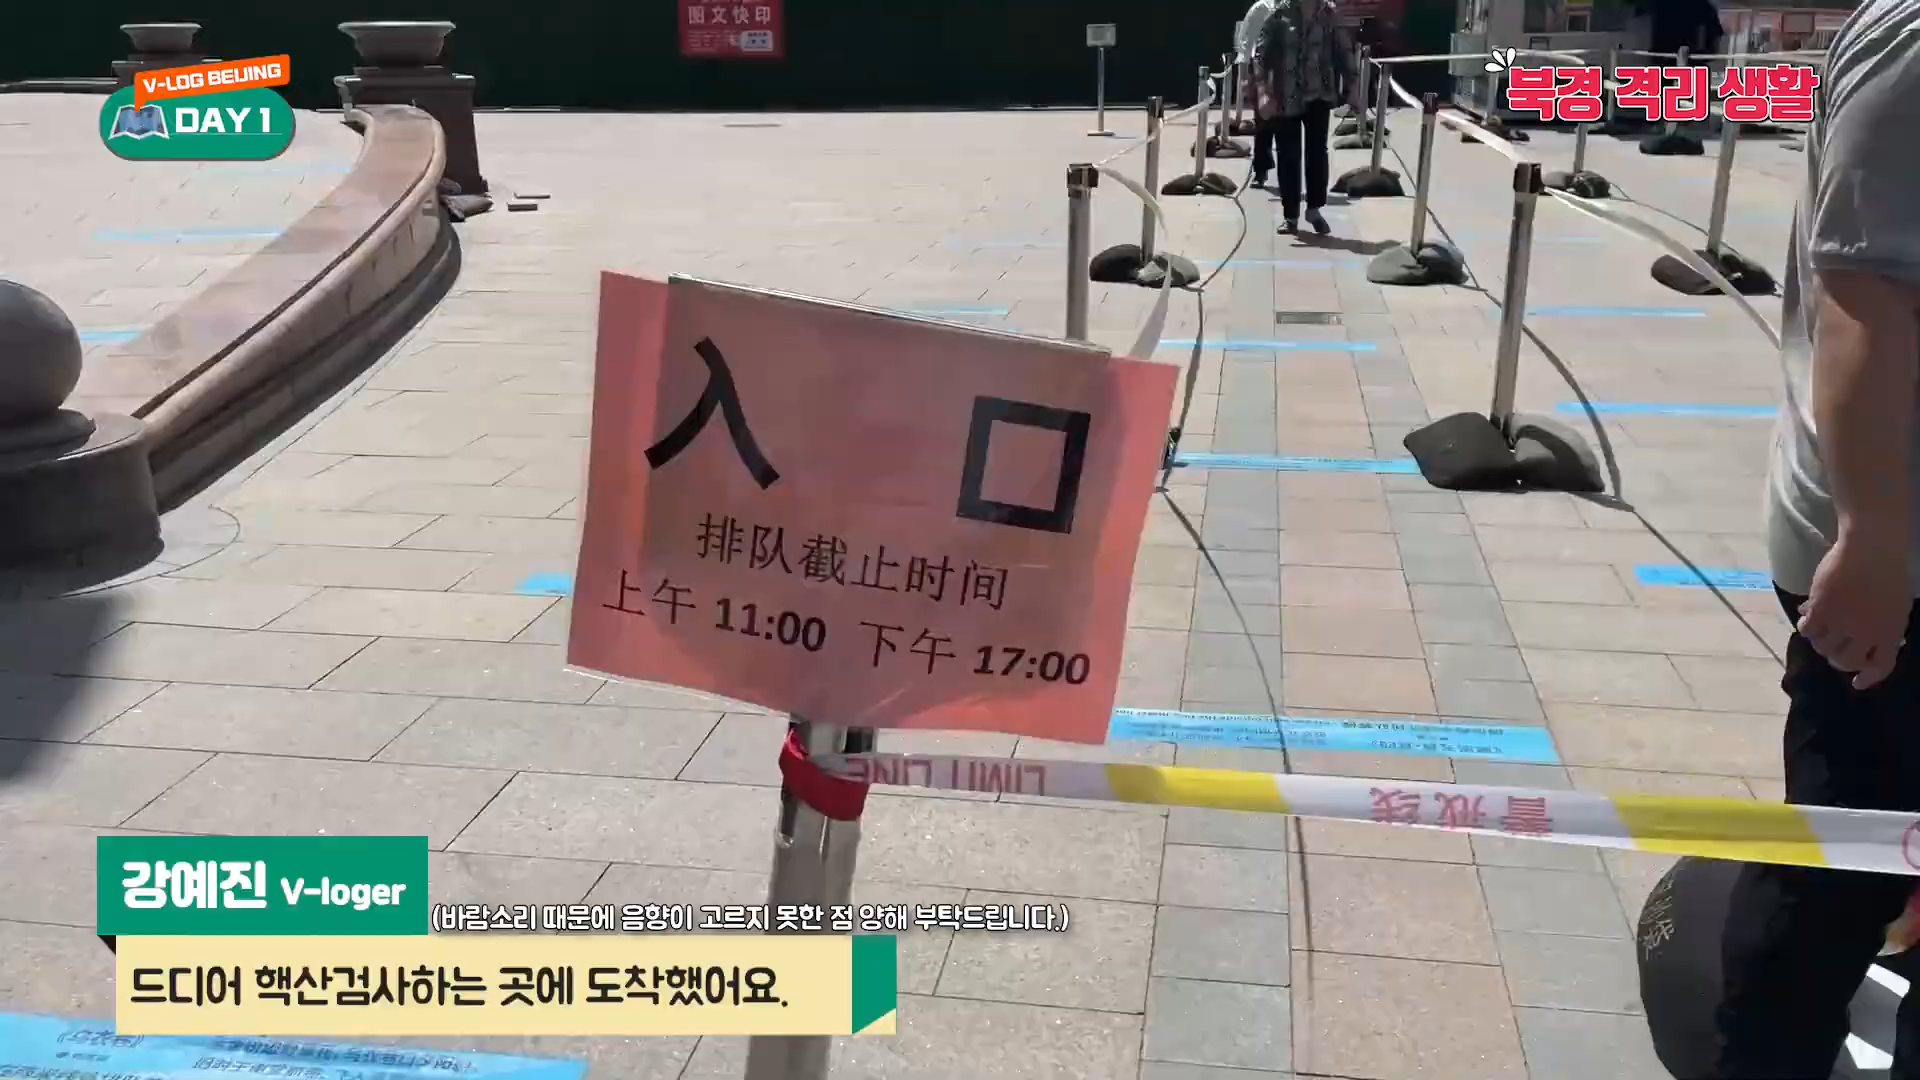 图文快印
V-LOG BEIJING
DAY 1
북경 격리 생활
入口
排队截止时间
上午 11:00 下午 17:00
LIMIT LINE
警戒线
강예진 V-loger
(바람소리 때문에 음향이 고르지 못한 점 양해 부탁드립니다.)
드디어 핵산검사하는 곳에 도착했어요.